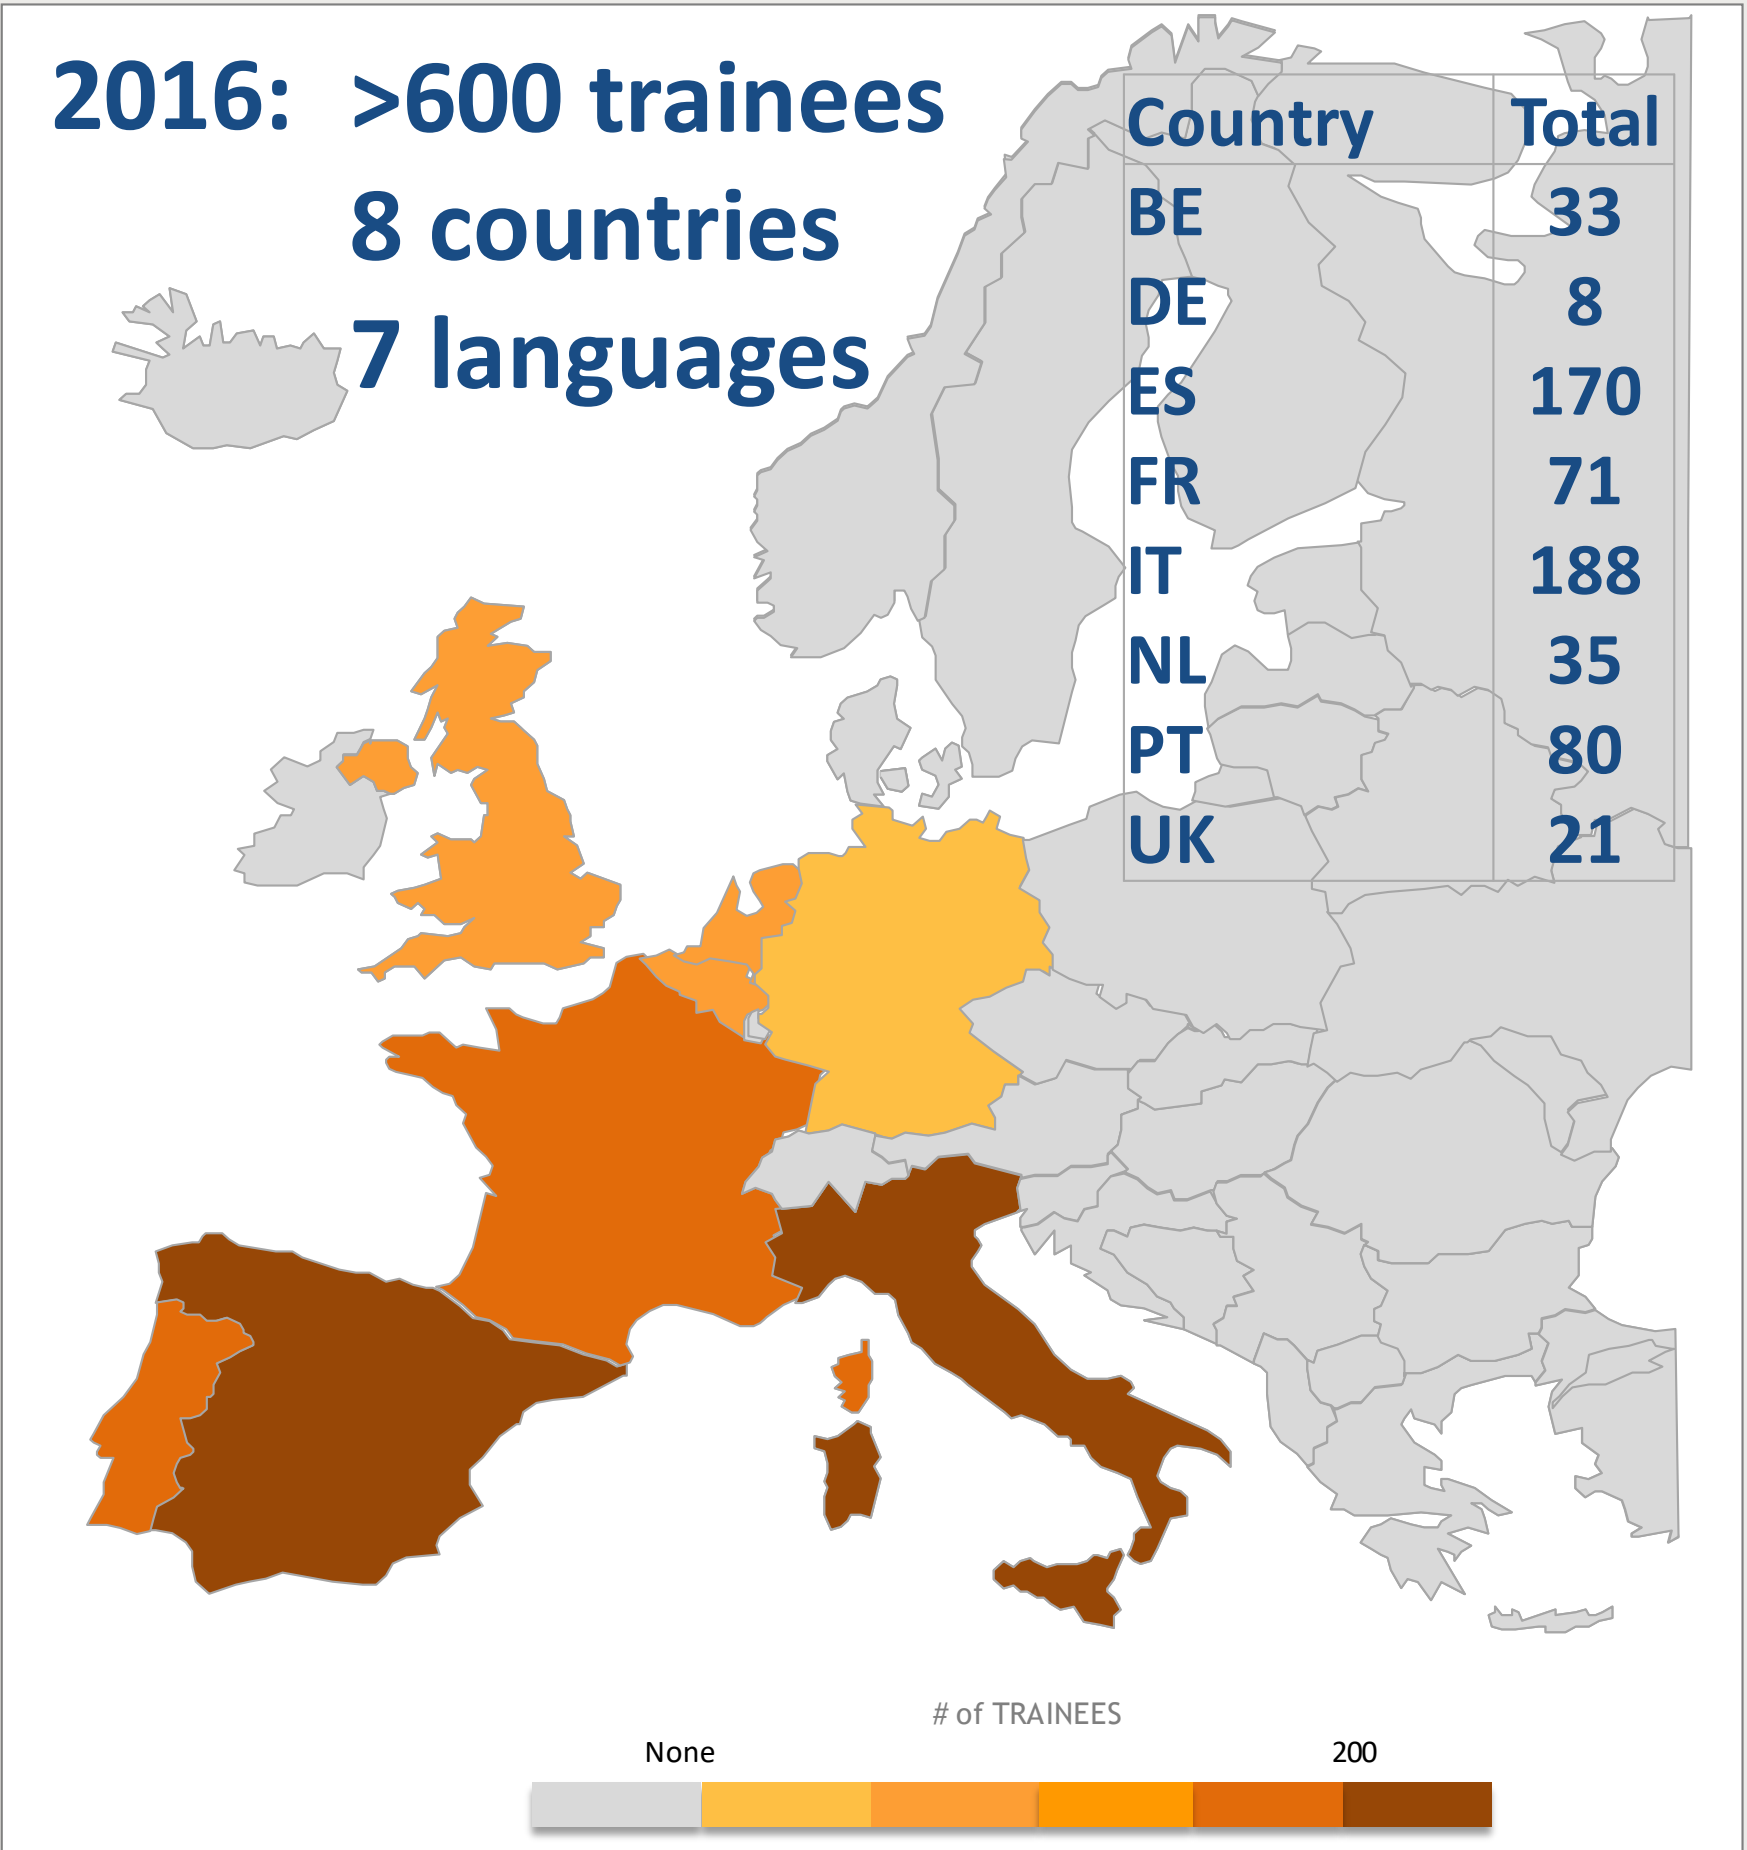 2016: >600 trainees
8 countries
7 languages
Country Total
BE 33
DE 8
ES 170
FR 71
IT 188
NL 35
PT 80
UK 21
# of TRAINEES
None 200